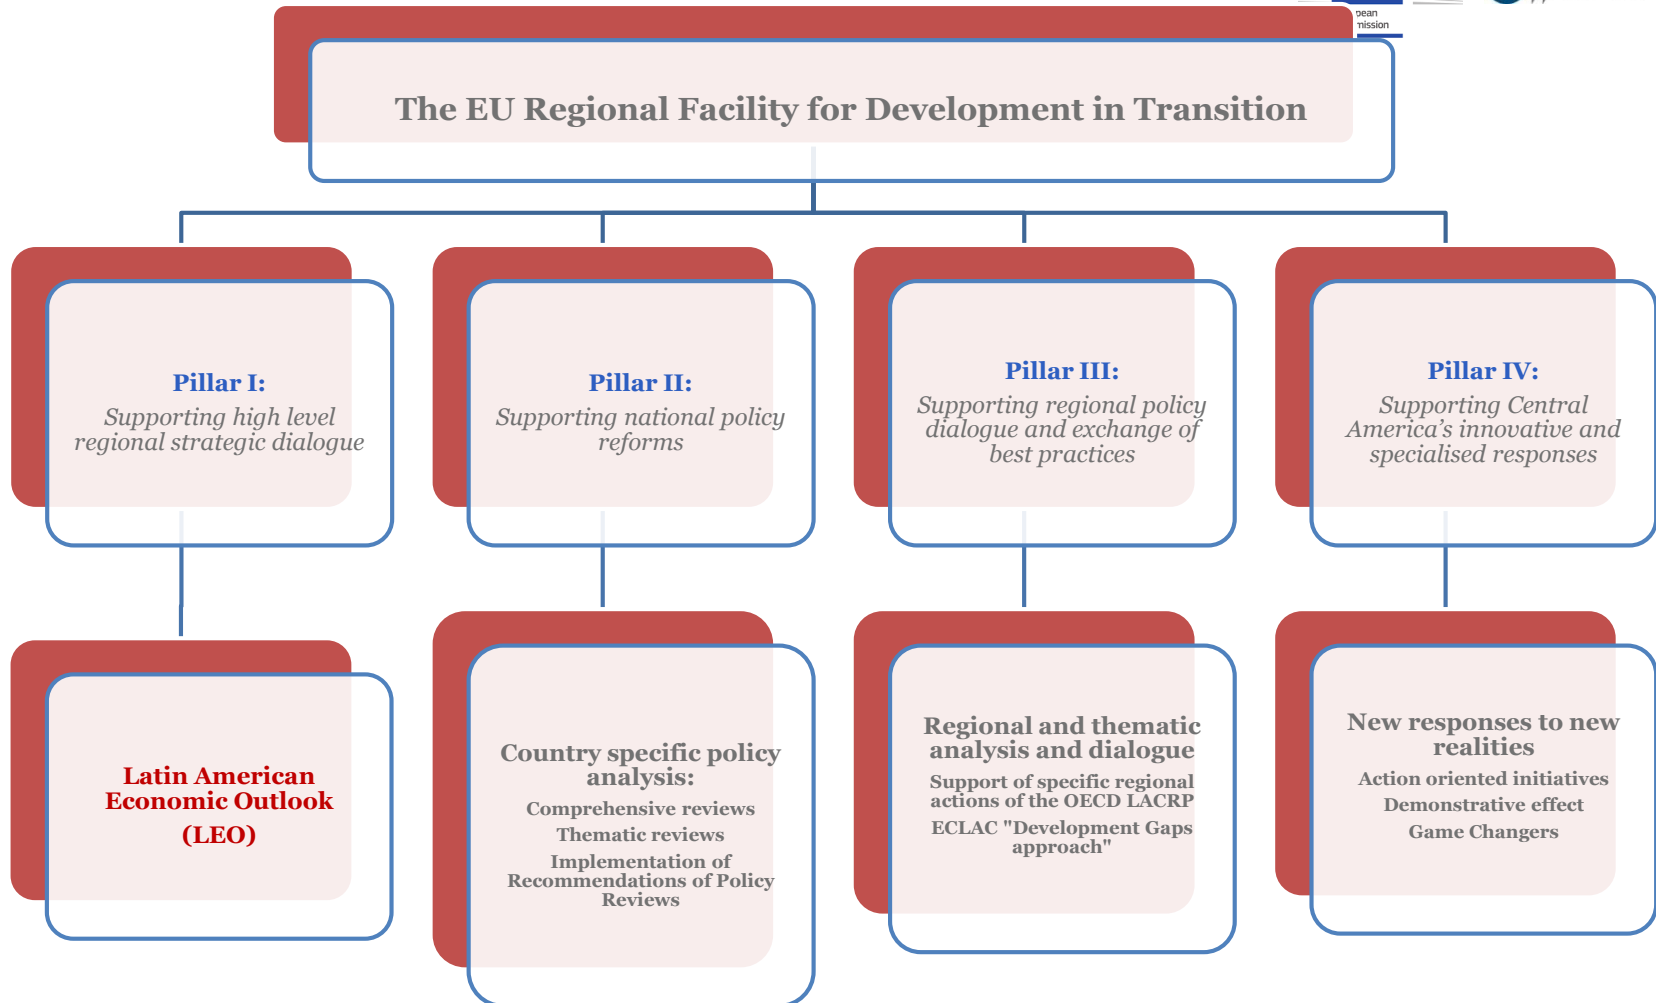 pean
mission
The EU Regional Facility for Development in Transition
Pillar I:
Supporting high level
regional strategic dialogue
Pillar II:
Supporting national policy
reforms
Pillar III:
Supporting regional policy
dialogue and exchange of
best practices
Pillar IV:
Supporting Central
America’s innovative and
specialised responses
Latin American
Economic Outlook
(LEO)
Country specific policy
analysis:
Comprehensive reviews
Thematic reviews
Implementation of
Recommendations of Policy
Reviews
Regional and thematic
analysis and dialogue
Support of specific regional
actions of the OECD LACRP
ECLAC "Development Gaps
approach"
New responses to new
realities
Action oriented initiatives
Demonstrative effect
Game Changers